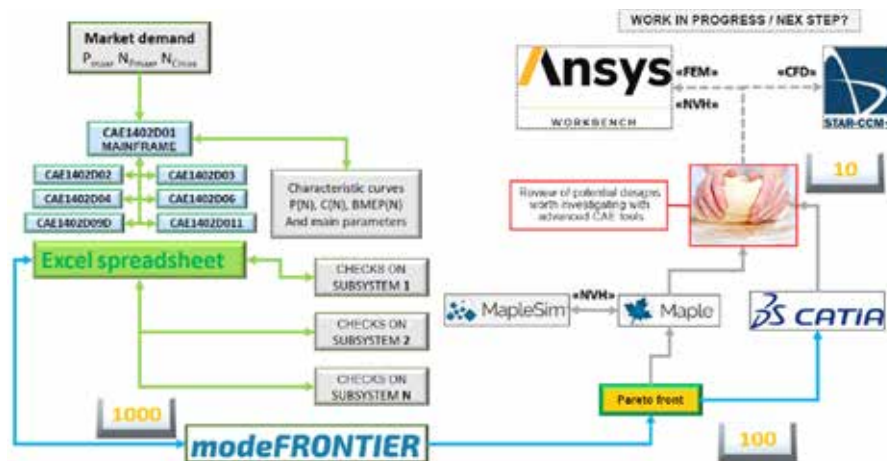 Market demand
WORK IN PROGRESS / NEX STEP?
Ansys
WORKBENCH
«FEM»
«NVH»
«CFD»
STAR-CCM+
10
CAE1402D01
MAINFRAME
CAE1402D02
CAE1402D03
CAE1402D04
CAE1402D06
CAE1402D09D
CAE1402D011
Characteristic curves
P(N), C(N), BMEP(N)
And main parameters
Review of potential designs
worth investigating with
advanced CAE tools
Excel spreadsheet
CHECKS ON
SUBSYSTEM 1
CHECKS ON
SUBSYSTEM 2
CHECKS ON
SUBSYSTEM N
MapleSim
«NVH»
Maple
DS CATIA
Pareto front
1000
modeFRONTIER
100